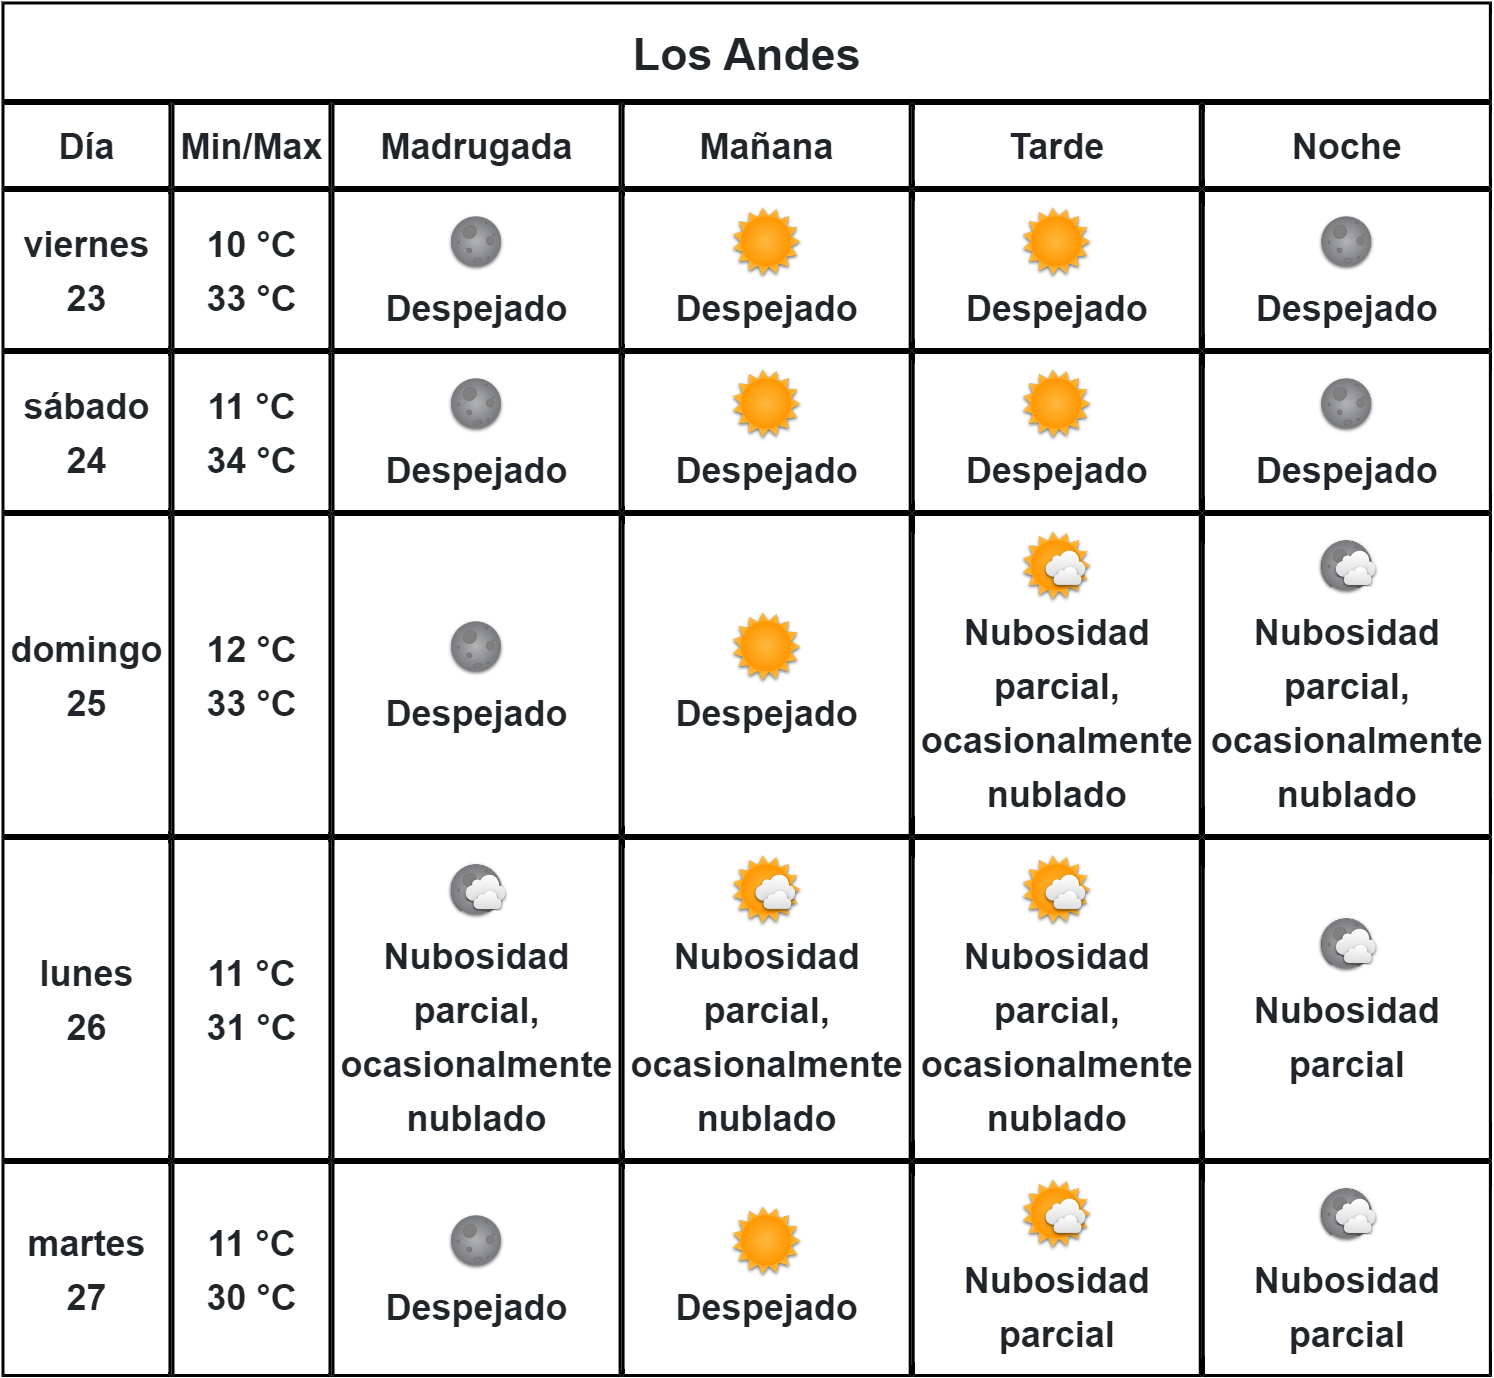 Los Andes
Día Min/Max Madrugada Mañana Tarde Noche
viernes
23
10 °C
33 °C
Despejado
Despejado
Despejado
Despejado
sábado
24
11 °C
34 °C
Despejado
Despejado
Despejado
Despejado
domingo
25
12 °C
33 °C
Despejado
Despejado
Nubosidad
parcial,
ocasionalmente
nublado
Nubosidad
parcial,
ocasionalmente
nublado
lunes
26
11 °C
31 °C
Nubosidad
parcial,
ocasionalmente
nublado
Nubosidad
parcial,
ocasionalmente
nublado
Nubosidad
parcial,
ocasionalmente
nublado
Nubosidad
parcial
martes
27
11 °C
30 °C
Despejado
Despejado
Nubosidad
parcial
Nubosidad
parcial